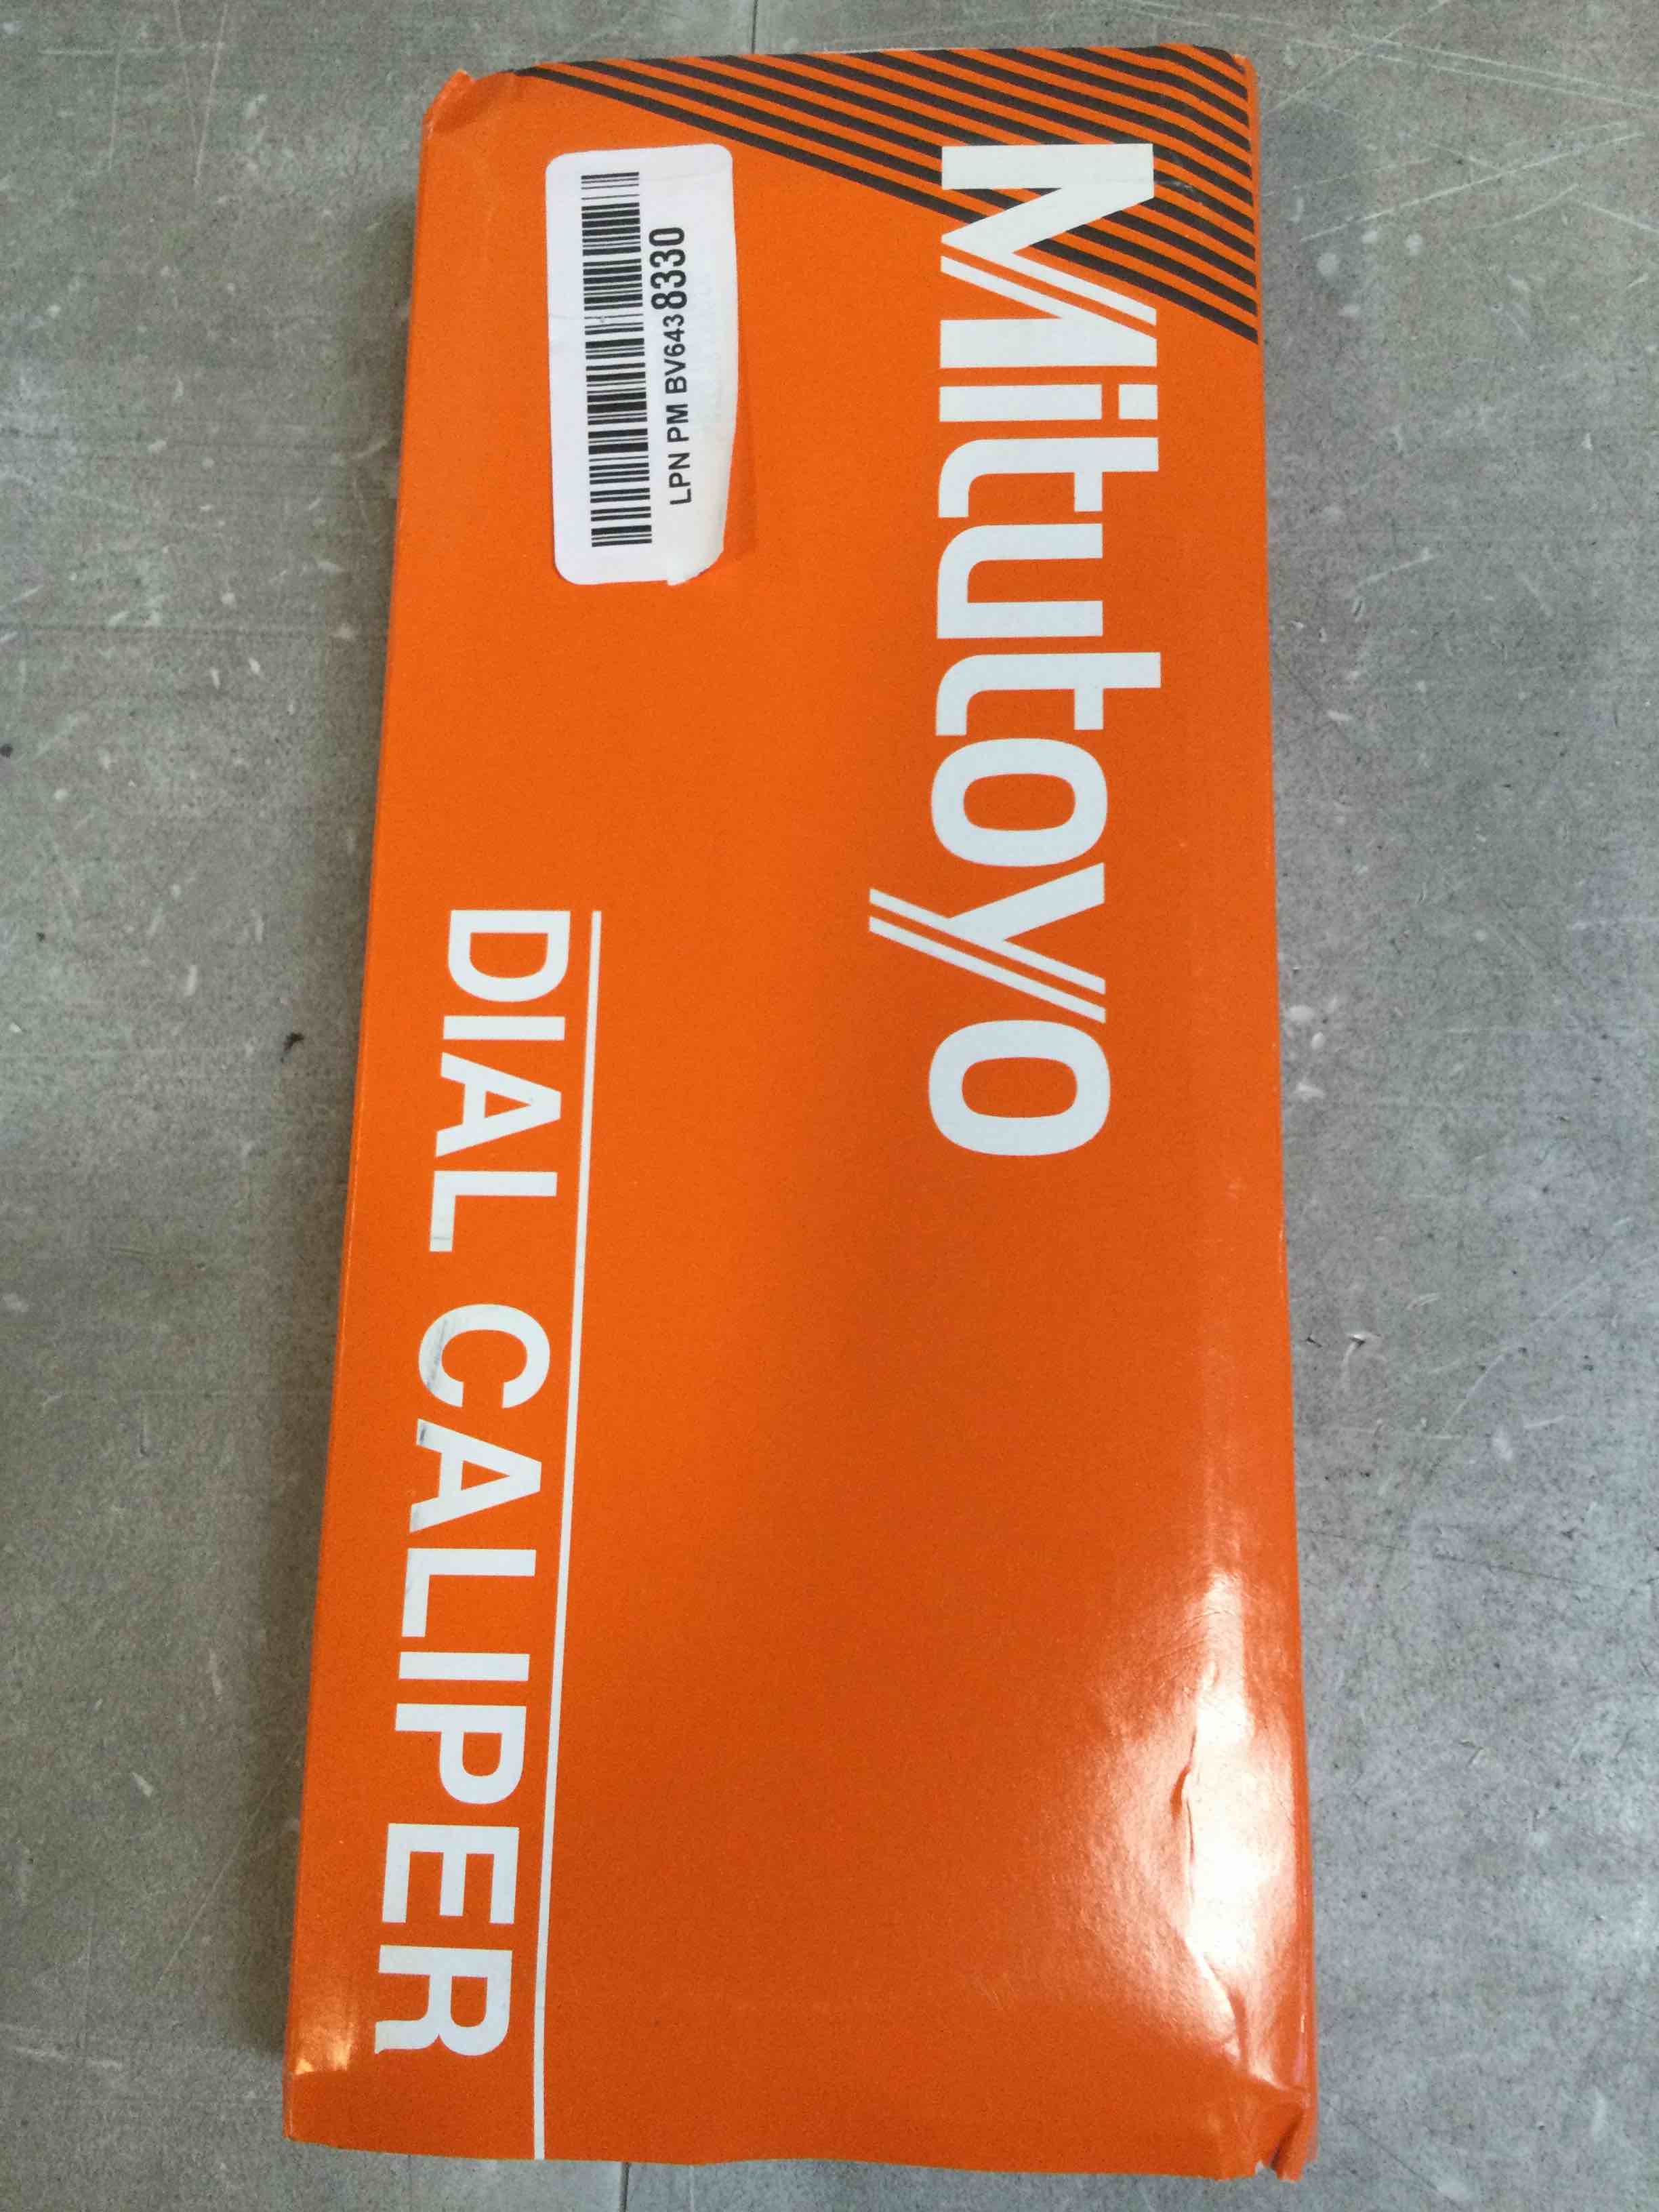 Mitutoyo
LPN PM BV6438330
DIAL CALIPER